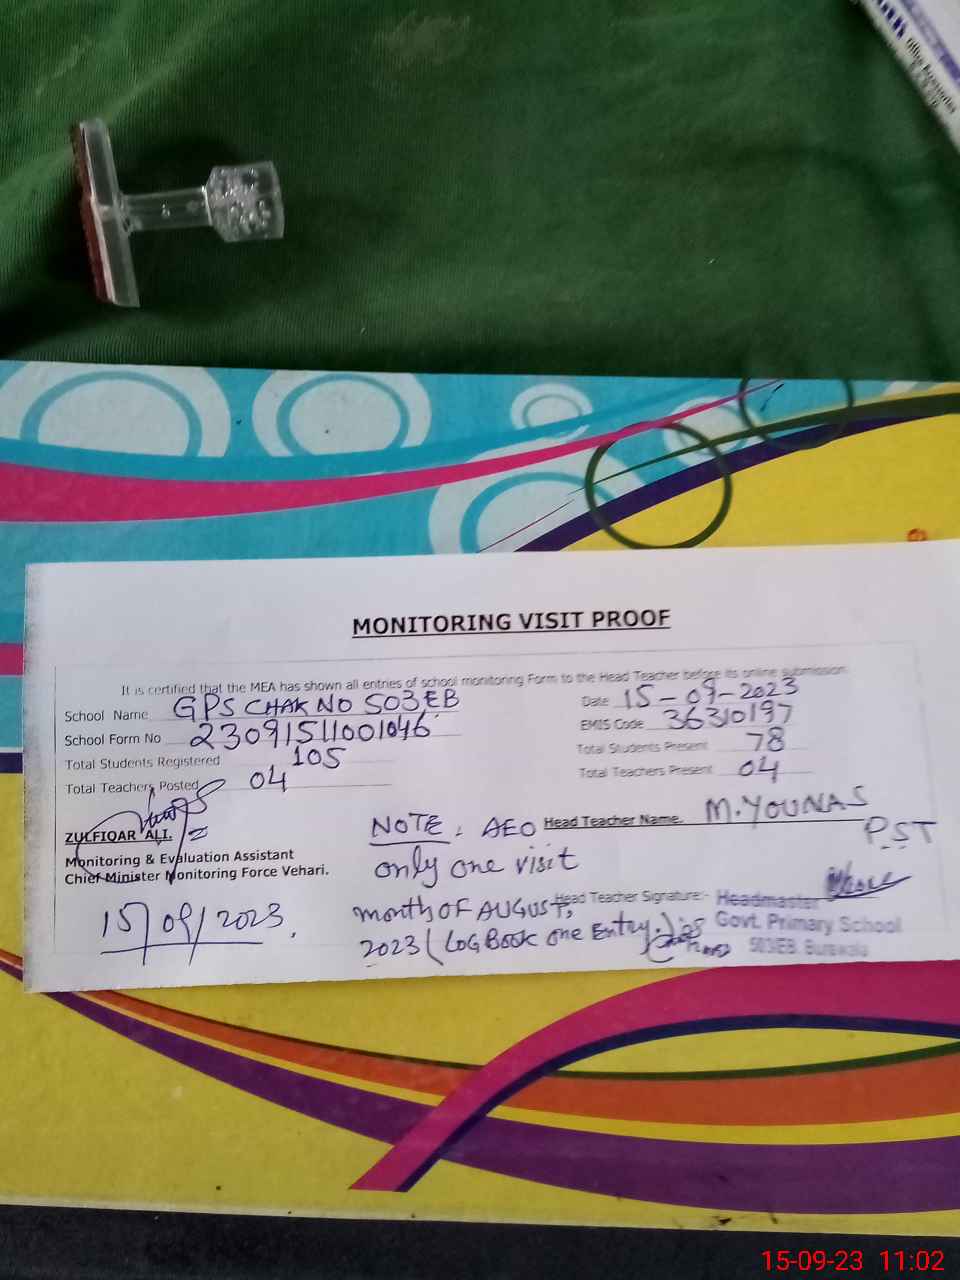 Office Associates
MONITORING VISIT PROOF
It is certified that the MEA has shown all entries of school monitoring Form to the Head Teacher before its online submission
School Name GPS CHAK NO 503 EB
Date 15-09-2023
School Form No 23091511001046
EMIS Code 36310197
Total Students Registered 105
Total Students Present 78
Total Teachers Posted 04
Total Teachers Present 04
ZULFIQAR ALI.
Monitoring & Evaluation Assistant
Chief Minister Monitoring Force Vehari.
15/09/2023.
NOTE: AEO
only one visit
month OF AUGUST,
2023 (LOG BOOK one Entry.)
Head Teacher Name. M. YOUNAS
P.S.T
Head Teacher Signature:-
Headmaster
Govt. Primary School
503EB. Burewala
15-09-23 11:02